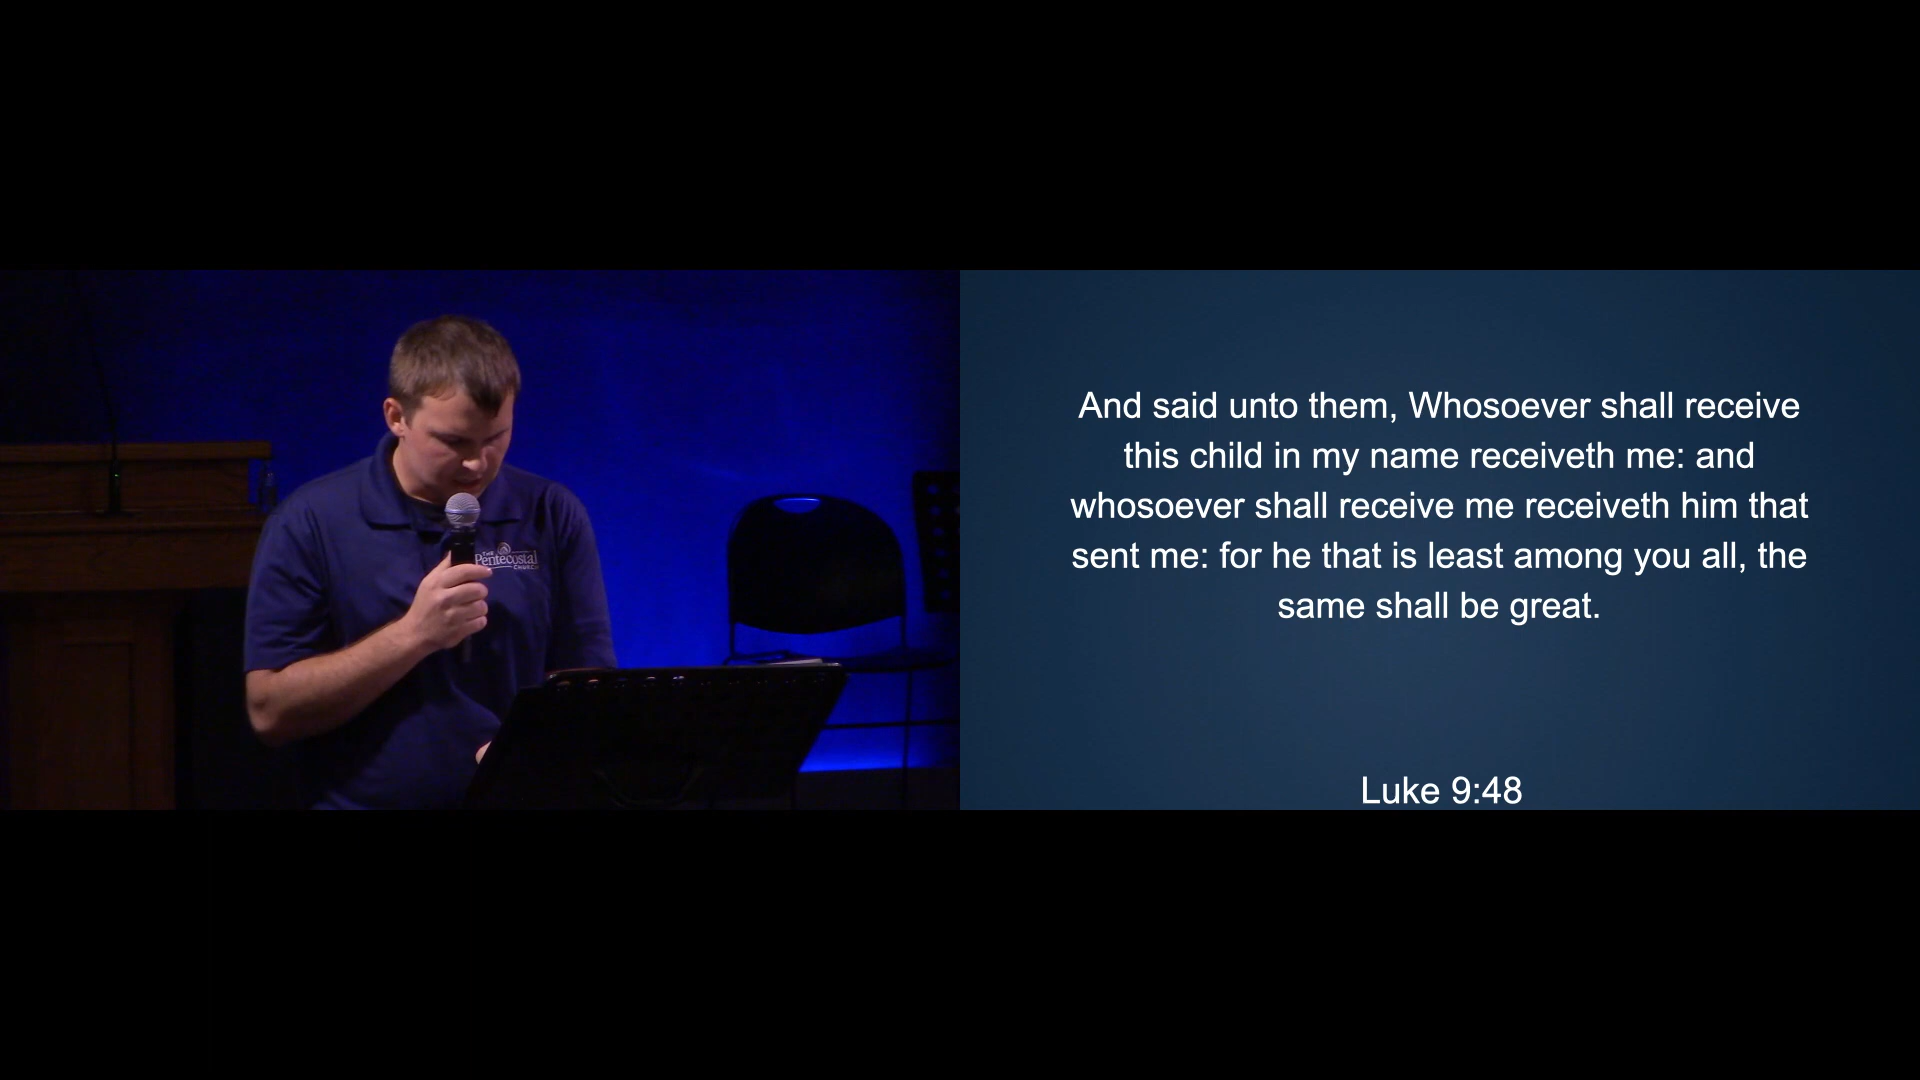 THE
Pentecostal
CHURCH
And said unto them, Whosoever shall receive
this child in my name receiveth me: and
whosoever shall receive me receiveth him that
sent me: for he that is least among you all, the
same shall be great.
Luke 9:48